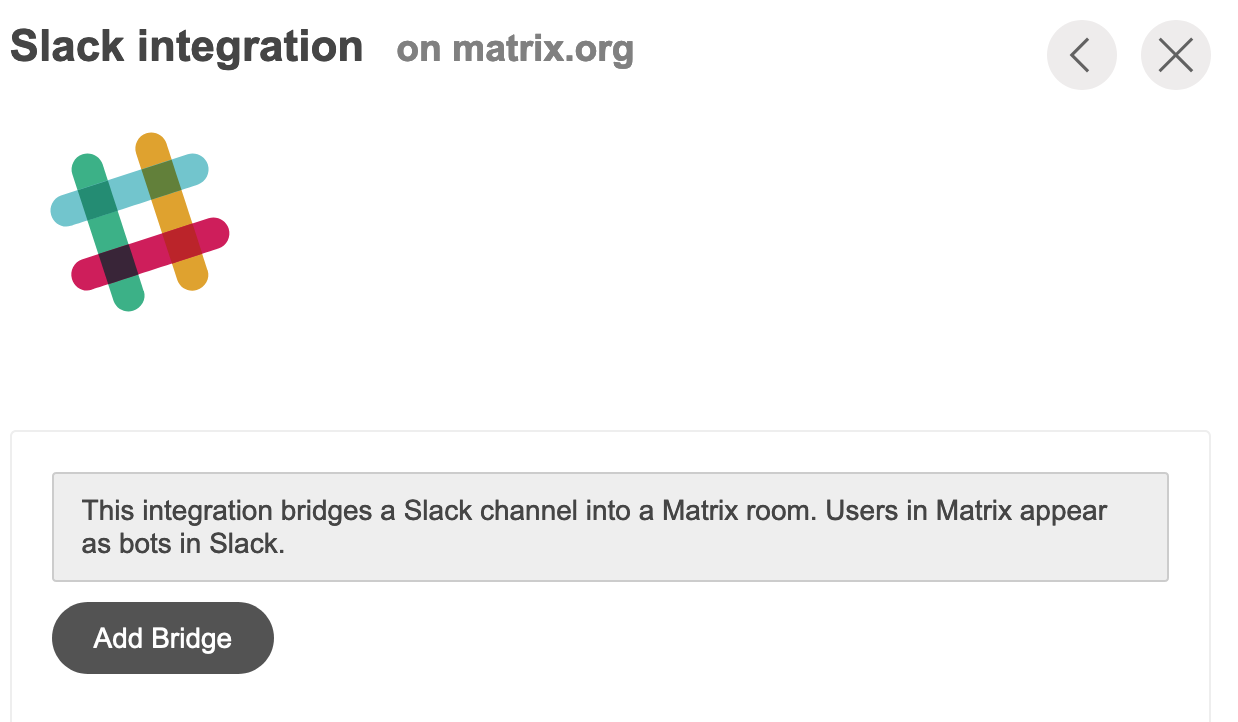 Slack integration on matrix.org
This integration bridges a Slack channel into a Matrix room. Users in Matrix appear
as bots in Slack.
Add Bridge